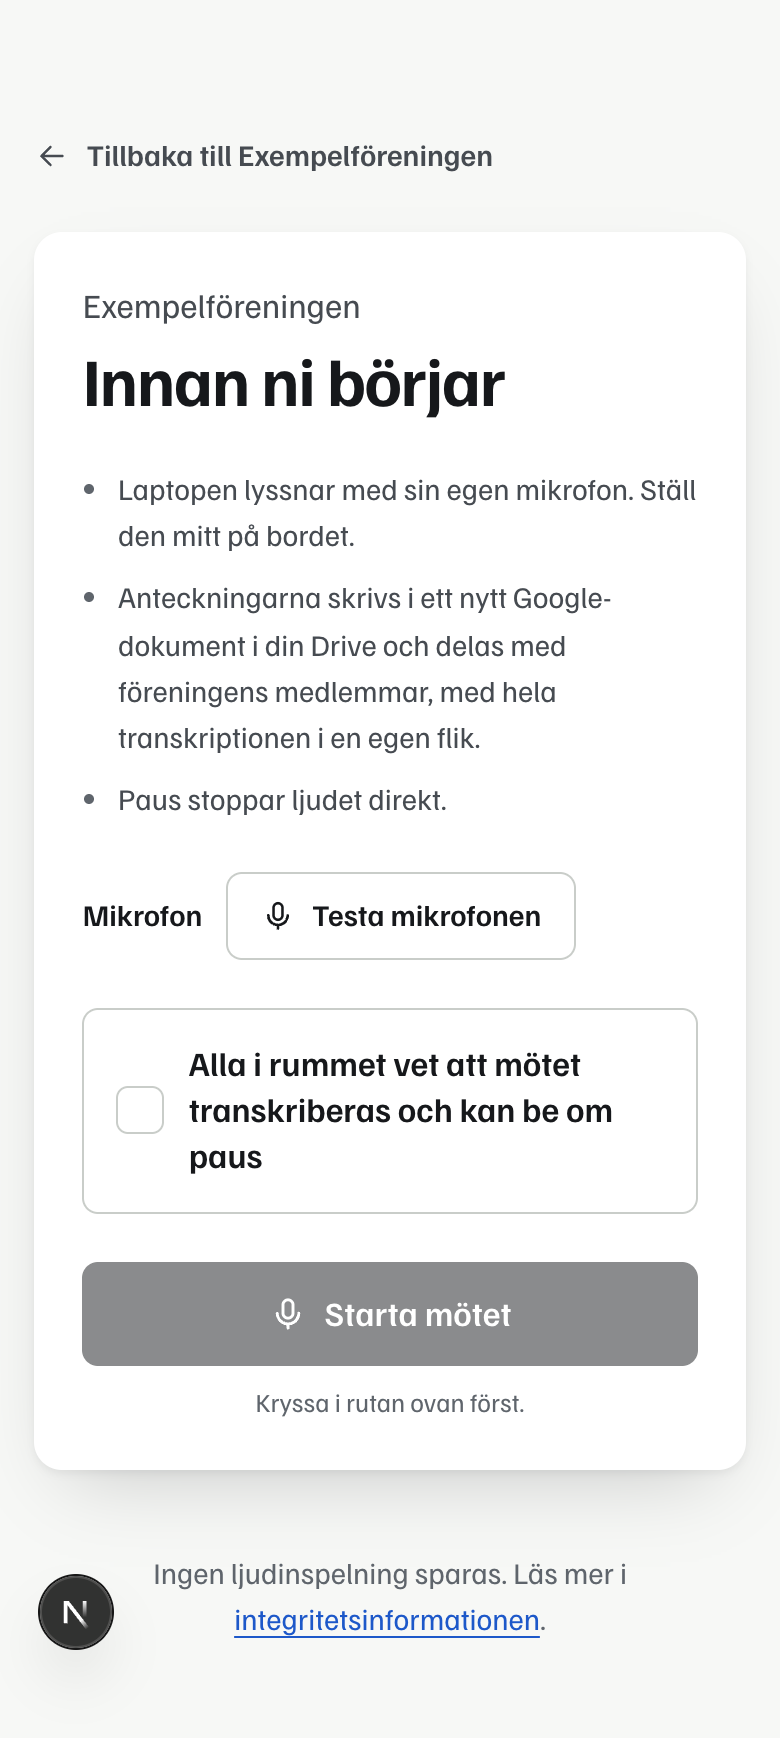 Tillbaka till Exempelföreningen
Exempelföreningen
Innan ni börjar
Laptopen lyssnar med sin egen mikrofon. Ställ
den mitt på bordet.
Anteckningarna skrivs i ett nytt Google-
dokument i din Drive och delas med
föreningens medlemmar, med hela
transkriptionen i en egen flik.
Paus stoppar ljudet direkt.
Mikrofon Testa mikrofonen
Alla i rummet vet att mötet
transkriberas och kan be om
paus
Starta mötet
Kryssa i rutan ovan först.
Ingen ljudinspelning sparas. Läs mer i
integritetsinformationen.
N